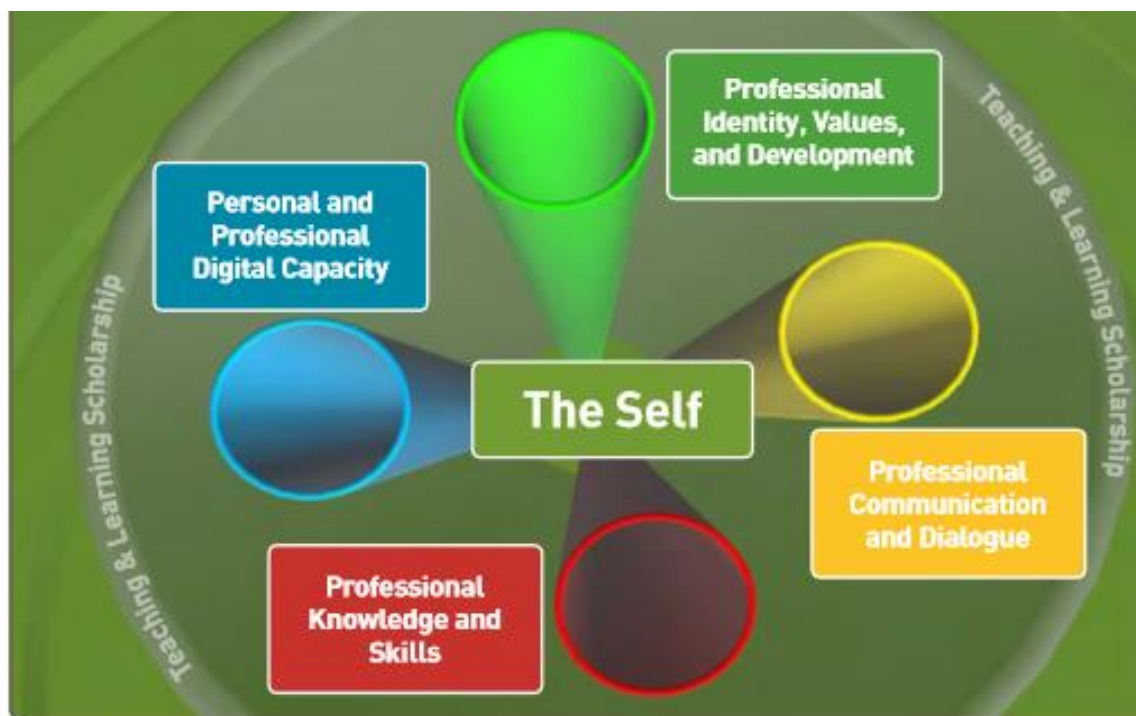 Professional
Identity, Values,
and Development
Teaching & Learning Scholarship
Personal and
Professional
Digital Capacity
The Self
Teaching & Learning Scholarship
Professional
Communication
and Dialogue
Professional
Knowledge and
Skills